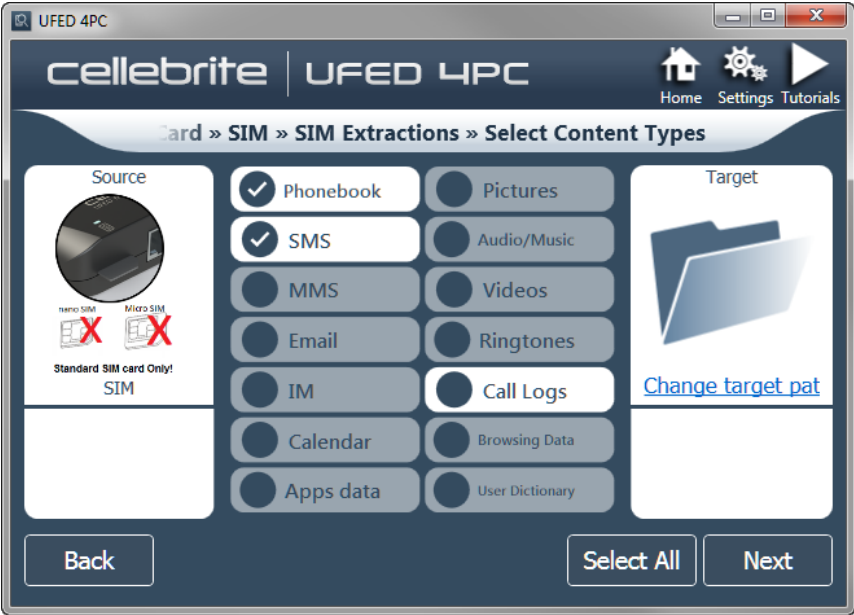 UFED 4PC
cellebrite UFED 4PC
Home Settings Tutorials
Card » SIM » SIM Extractions » Select Content Types
Source
nano SIM Micro SIM
X X
Standard SIM card Only!
SIM
Phonebook
Pictures
SMS
Audio/Music
MMS
Videos
Email
Ringtones
IM
Call Logs
Calendar
Browsing Data
Apps data
User Dictionary
Target
Change target pat
Back
Select All
Next